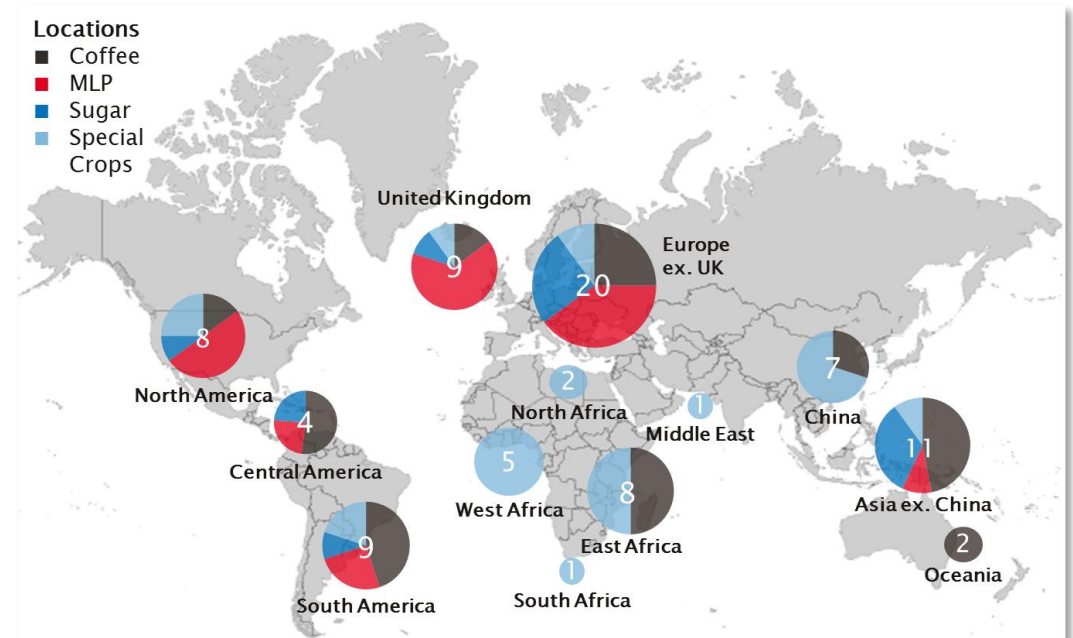 Locations
Coffee
MLP
Sugar
Special
Crops
United Kingdom
9
Europe
ex. UK
20
8
North America
4
Central America
9
South America
2
North Africa
1
Middle East
5
West Africa
8
East Africa
1
South Africa
7
China
11
Asia ex. China
2
Oceania